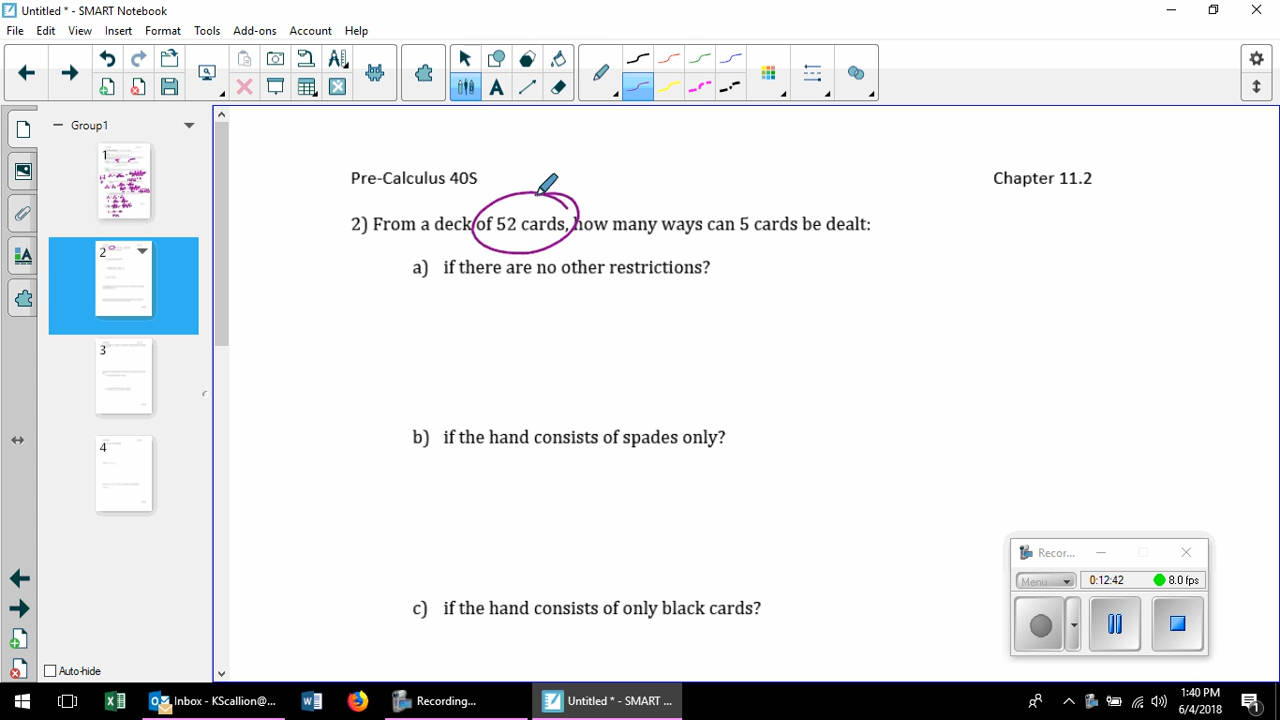 Untitled * - SMART Notebook
File Edit View Insert Format Tools Add-ons Account Help
Group1
1
2
3
4
Pre-Calculus 40S Chapter 11.2
2) From a deck of 52 cards, how many ways can 5 cards be dealt:
a) if there are no other restrictions?
b) if the hand consists of spades only?
c) if the hand consists of only black cards?
Recor...
Menu 0:12:42 8.0 fps
Auto-hide
Inbox - KScallion@...
Recording...
Untitled * - SMART ...
1:40 PM
6/4/2018